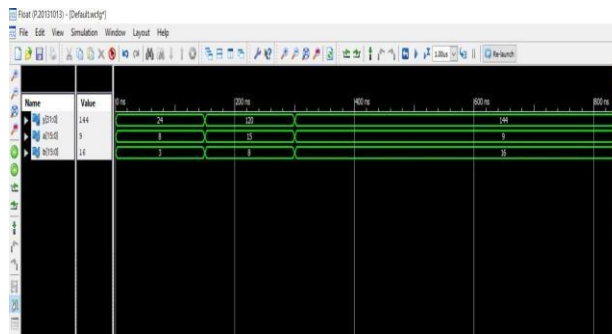 Float (P.20131013) - [Default.wcfg*]
File Edit View Simulation Window Layout Help
1.00us Re-launch
Name Value 0 ns 200 ns 400 ns 600 ns 800 ns
y[31:0] 144 24 120 144
a[15:0] 9 8 15 9
b[15:0] 16 3 8 16